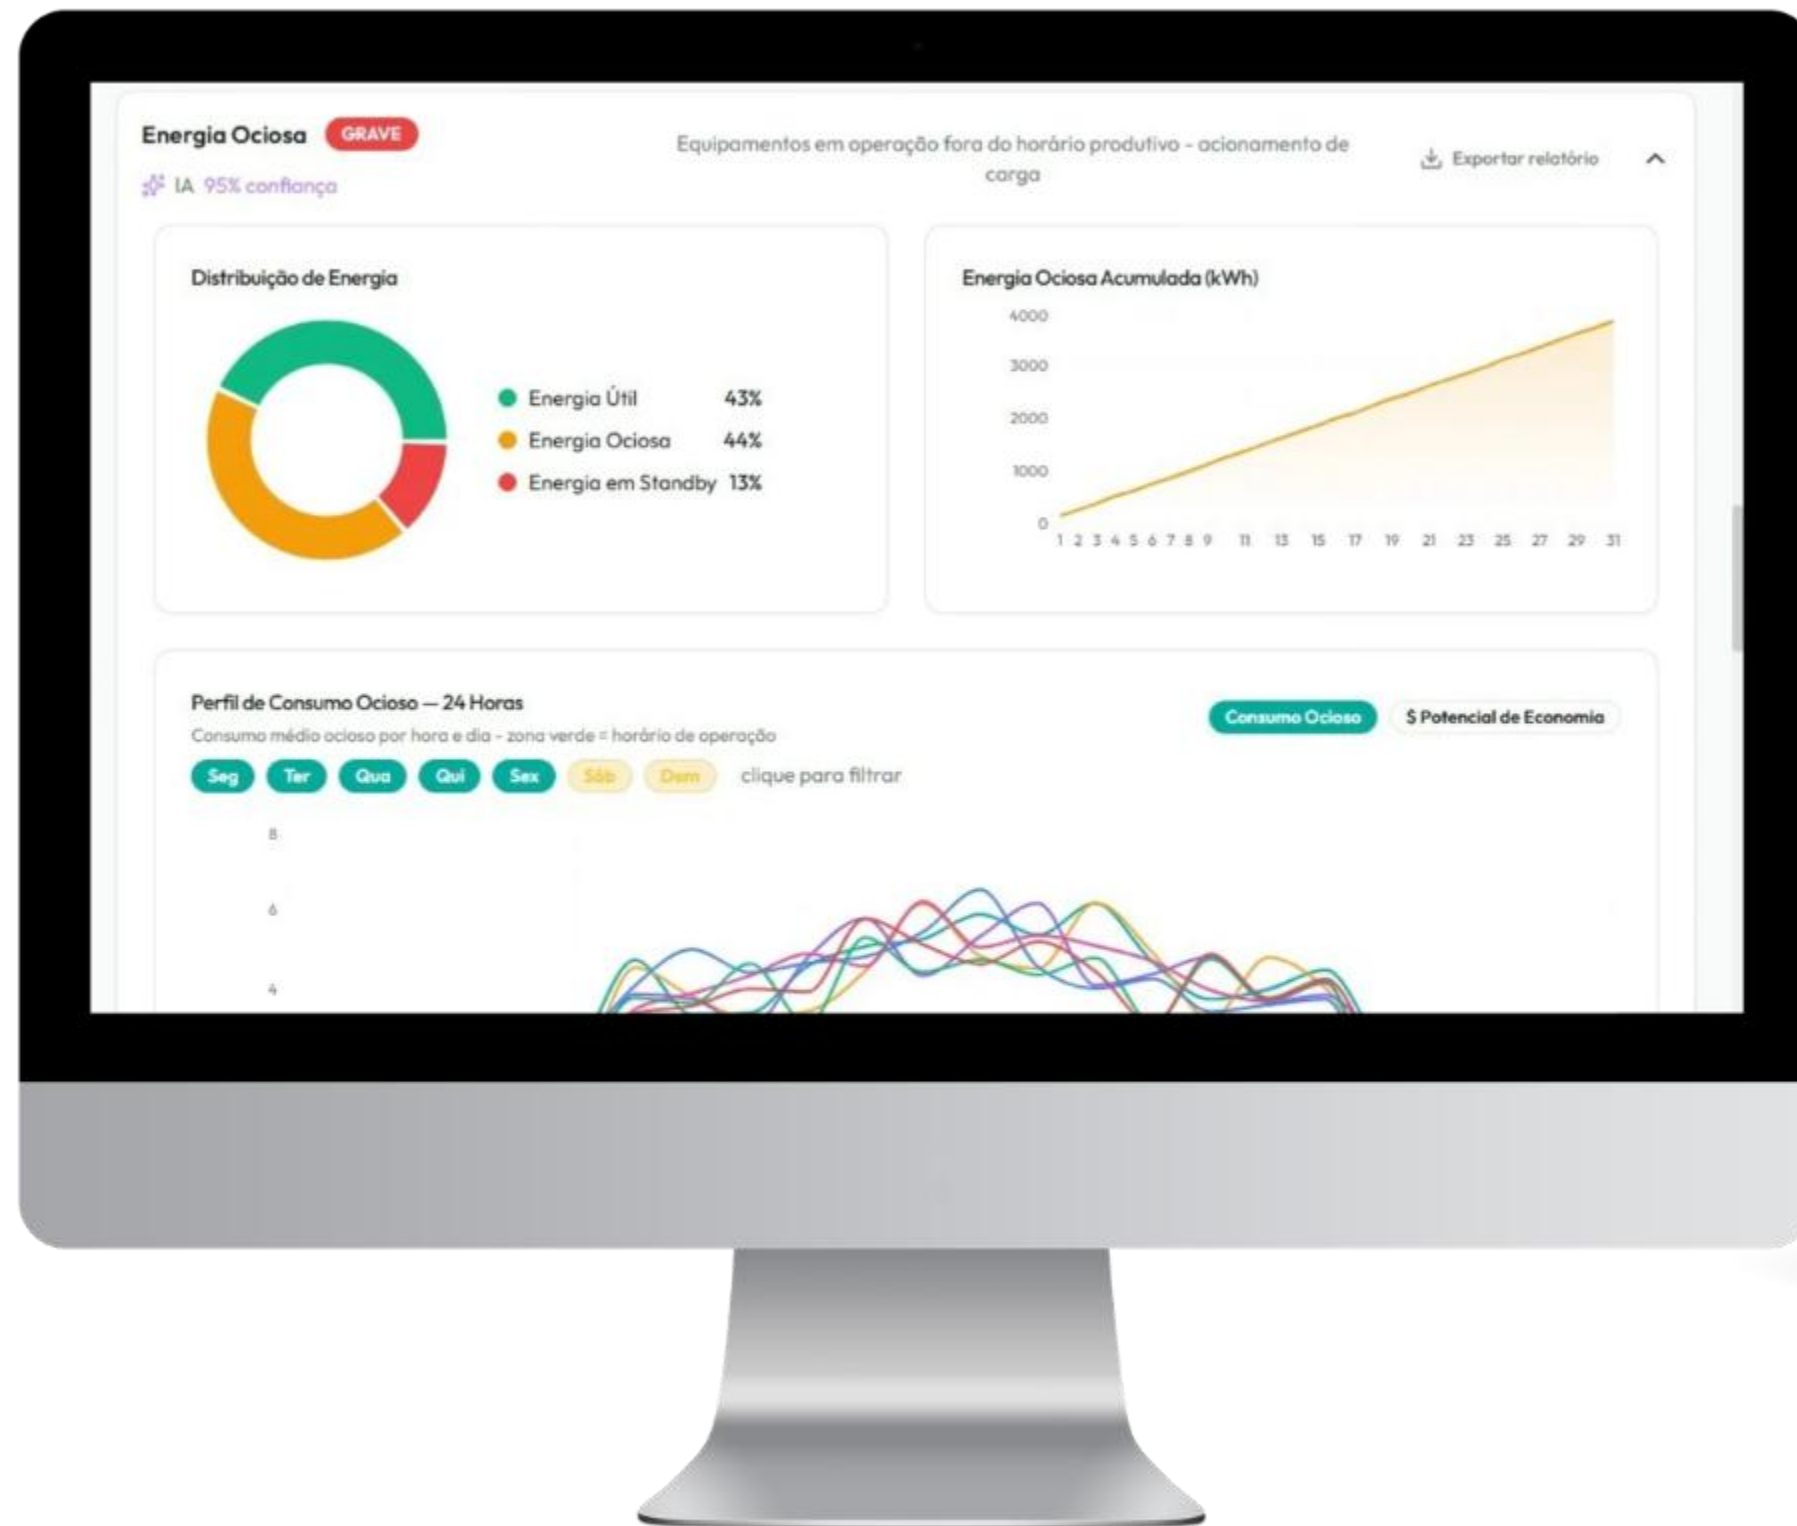 Energia Ociosa GRAVE
IA 95% confiança
Equipamentos em operação fora do horário produtivo - acionamento de
carga
Exportar relatório
Distribuição de Energia
Energia Útil 43%
Energia Ociosa 44%
Energia em Standby 13%
Energia Ociosa Acumulada (kWh)
4000
3000
2000
1000
0
1 2 3 4 5 6 7 8 9 11 13 15 17 19 21 23 25 27 29 31
Perfil de Consumo Ocioso — 24 Horas
Consumo médio ocioso por hora e dia - zona verde = horário de operação
Consumo Ocioso $ Potencial de Economia
Seg Ter Qua Qui Sex Sáb Dom clique para filtrar
8
6
4